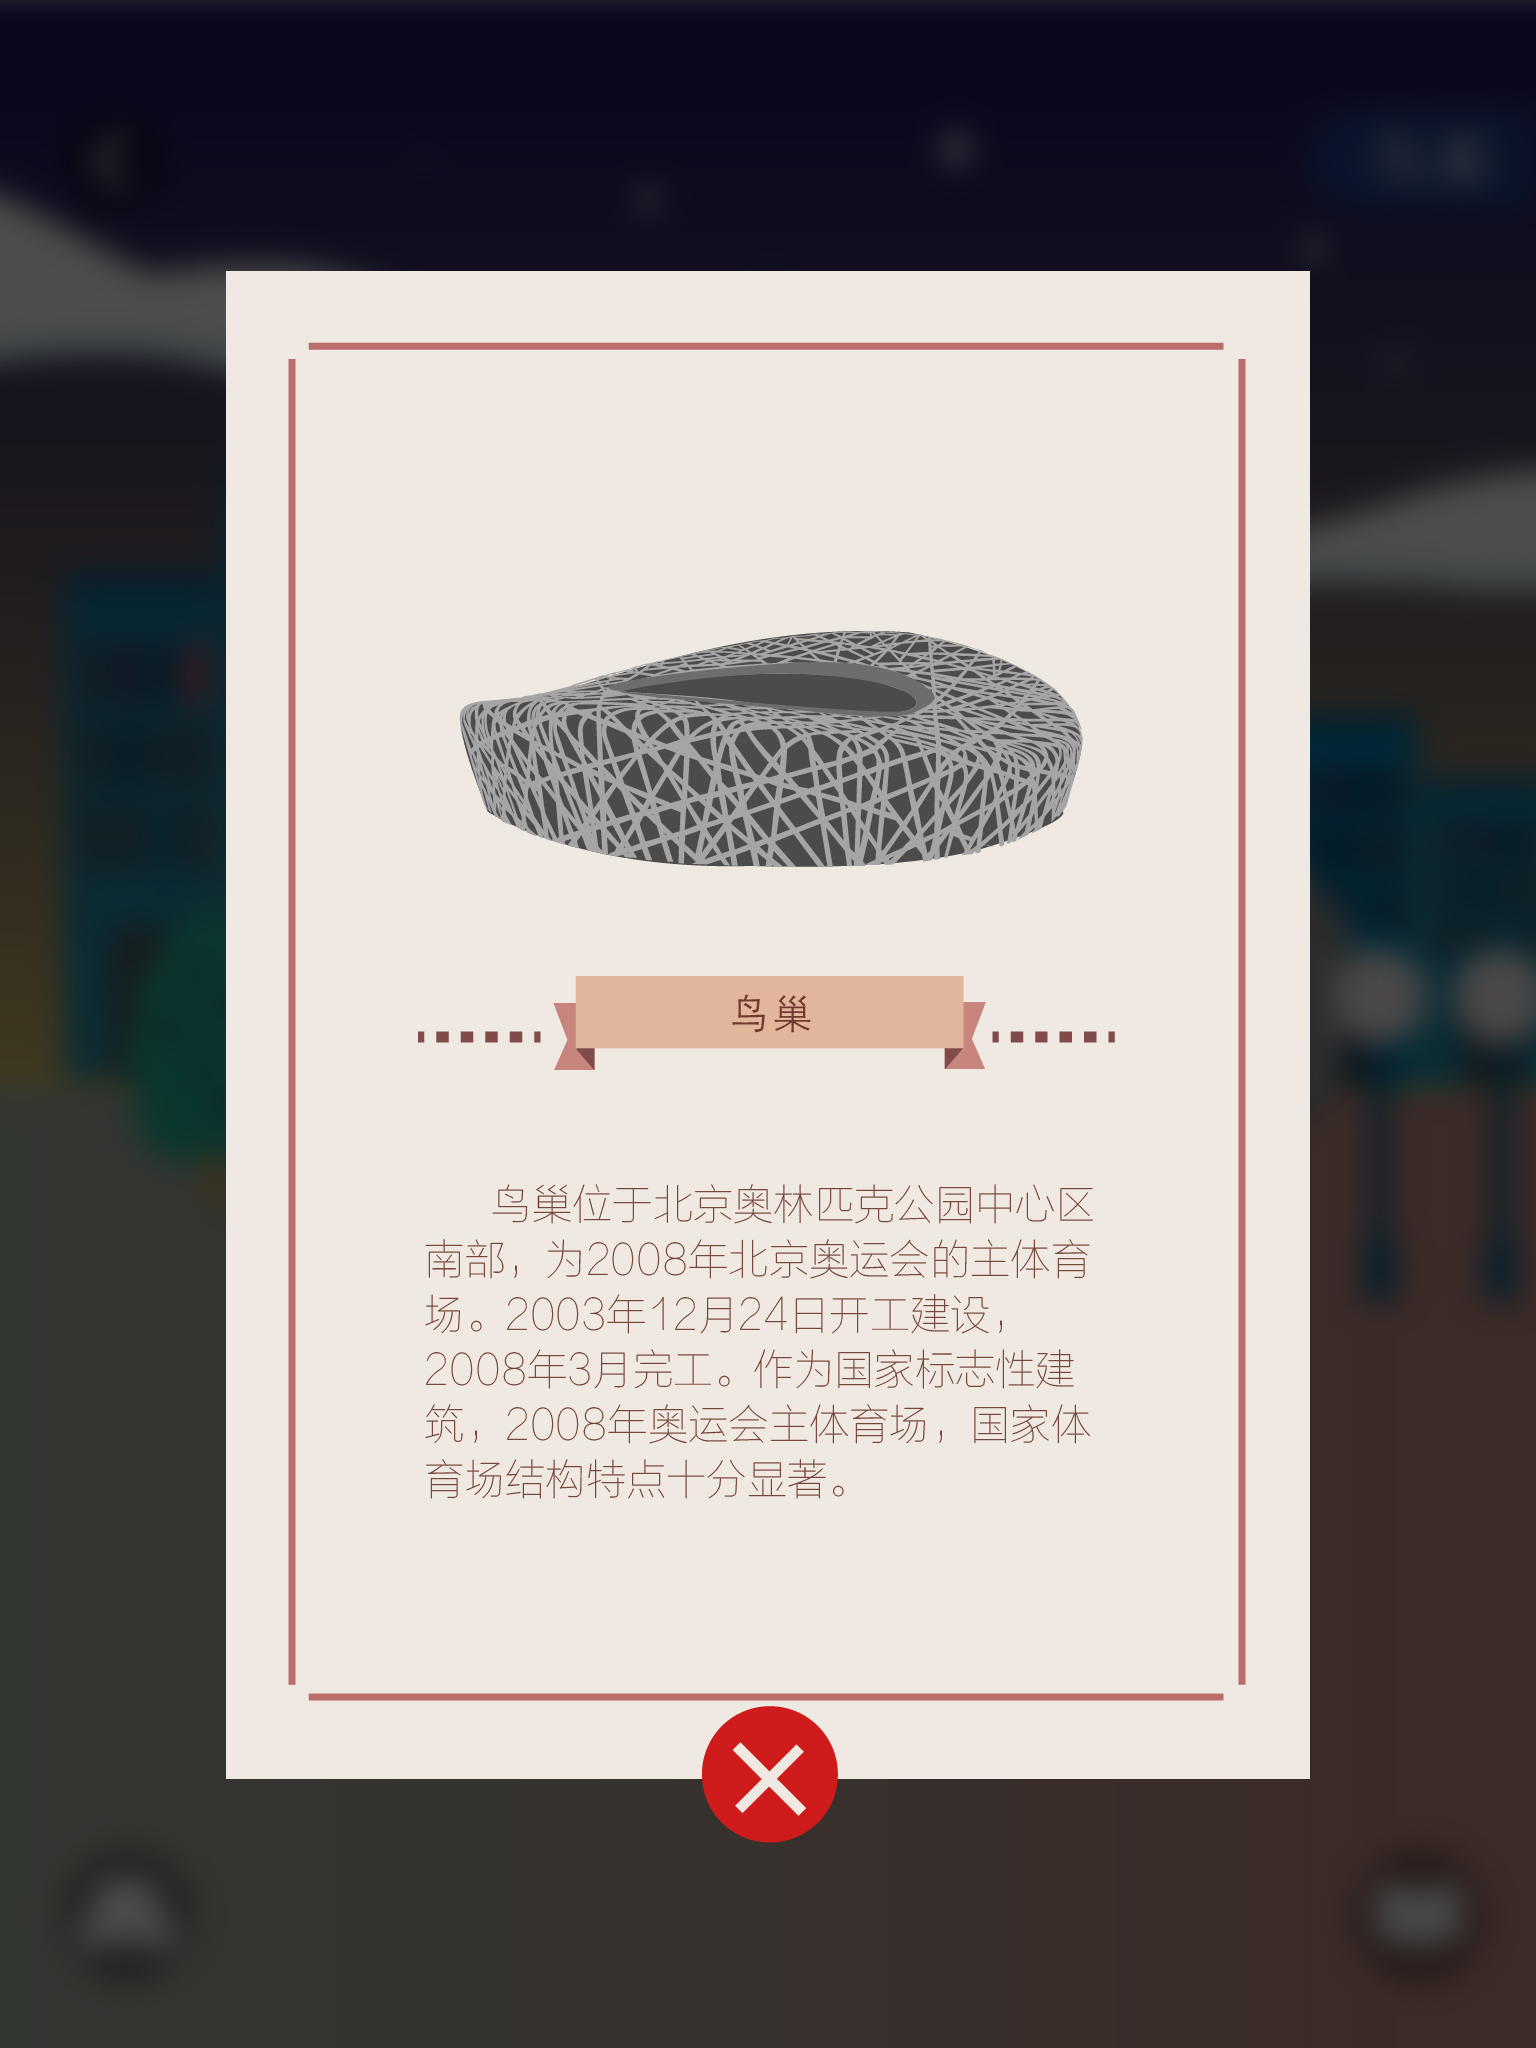 鸟巢
鸟巢位于北京奥林匹克公园中心区
南部，为2008年北京奥运会的主体育
场。2003年12月24日开工建设，
2008年3月完工。作为国家标志性建
筑，2008年奥运会主体育场，国家体
育场结构特点十分显著。